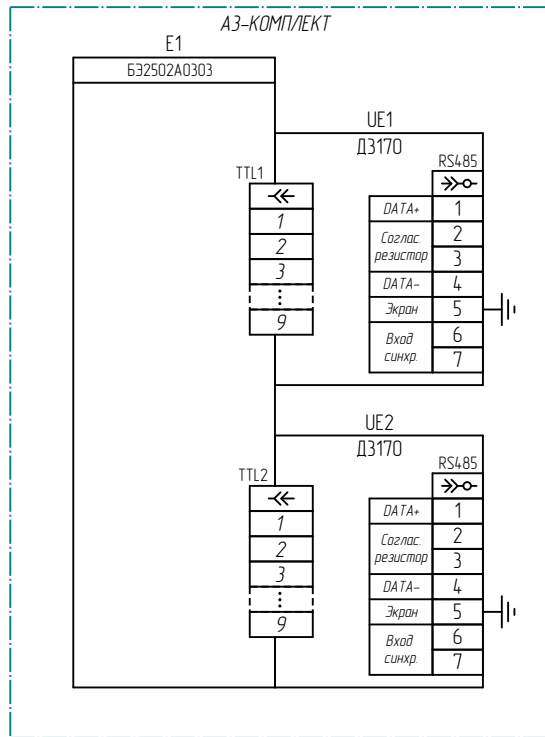 А3-КОМПЛЕКТ
E1
БЭ2502А0303
UE1
Д3170
RS485
TTL1
1
2
3
⋮
9
DATA+ 1
Соглас. 2
резистор 3
DATA- 4
Экран 5
Вход 6
синхр. 7
UE2
Д3170
RS485
TTL2
1
2
3
⋮
9
DATA+ 1
Соглас. 2
резистор 3
DATA- 4
Экран 5
Вход 6
синхр. 7